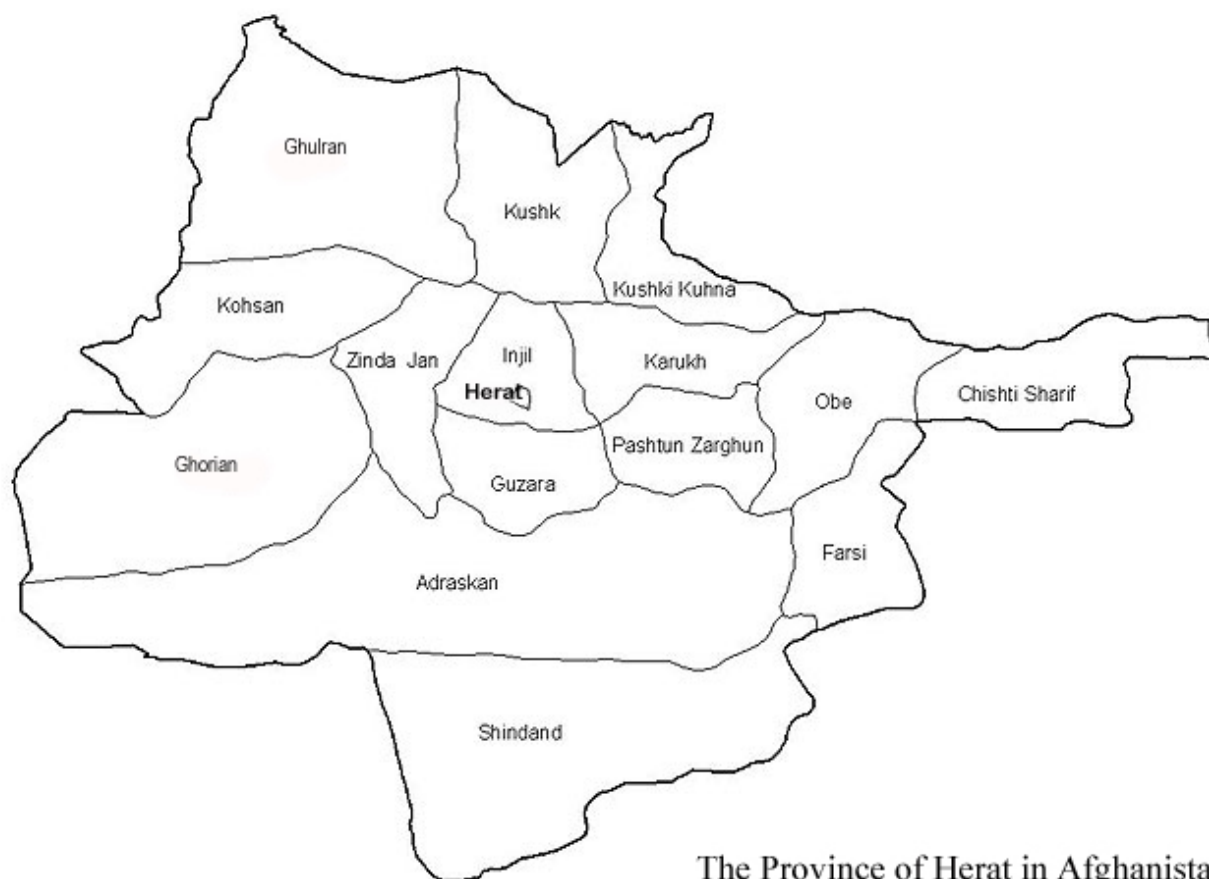 Ghulran
Kushk
Kushki Kuhna
Kohsan
Zinda Jan
Injil
Karukh
Herat
Obe
Chishti Sharif
Pashtun Zarghun
Ghorian
Guzara
Farsi
Adraskan
Shindand
The Province of Herat in Afghanista